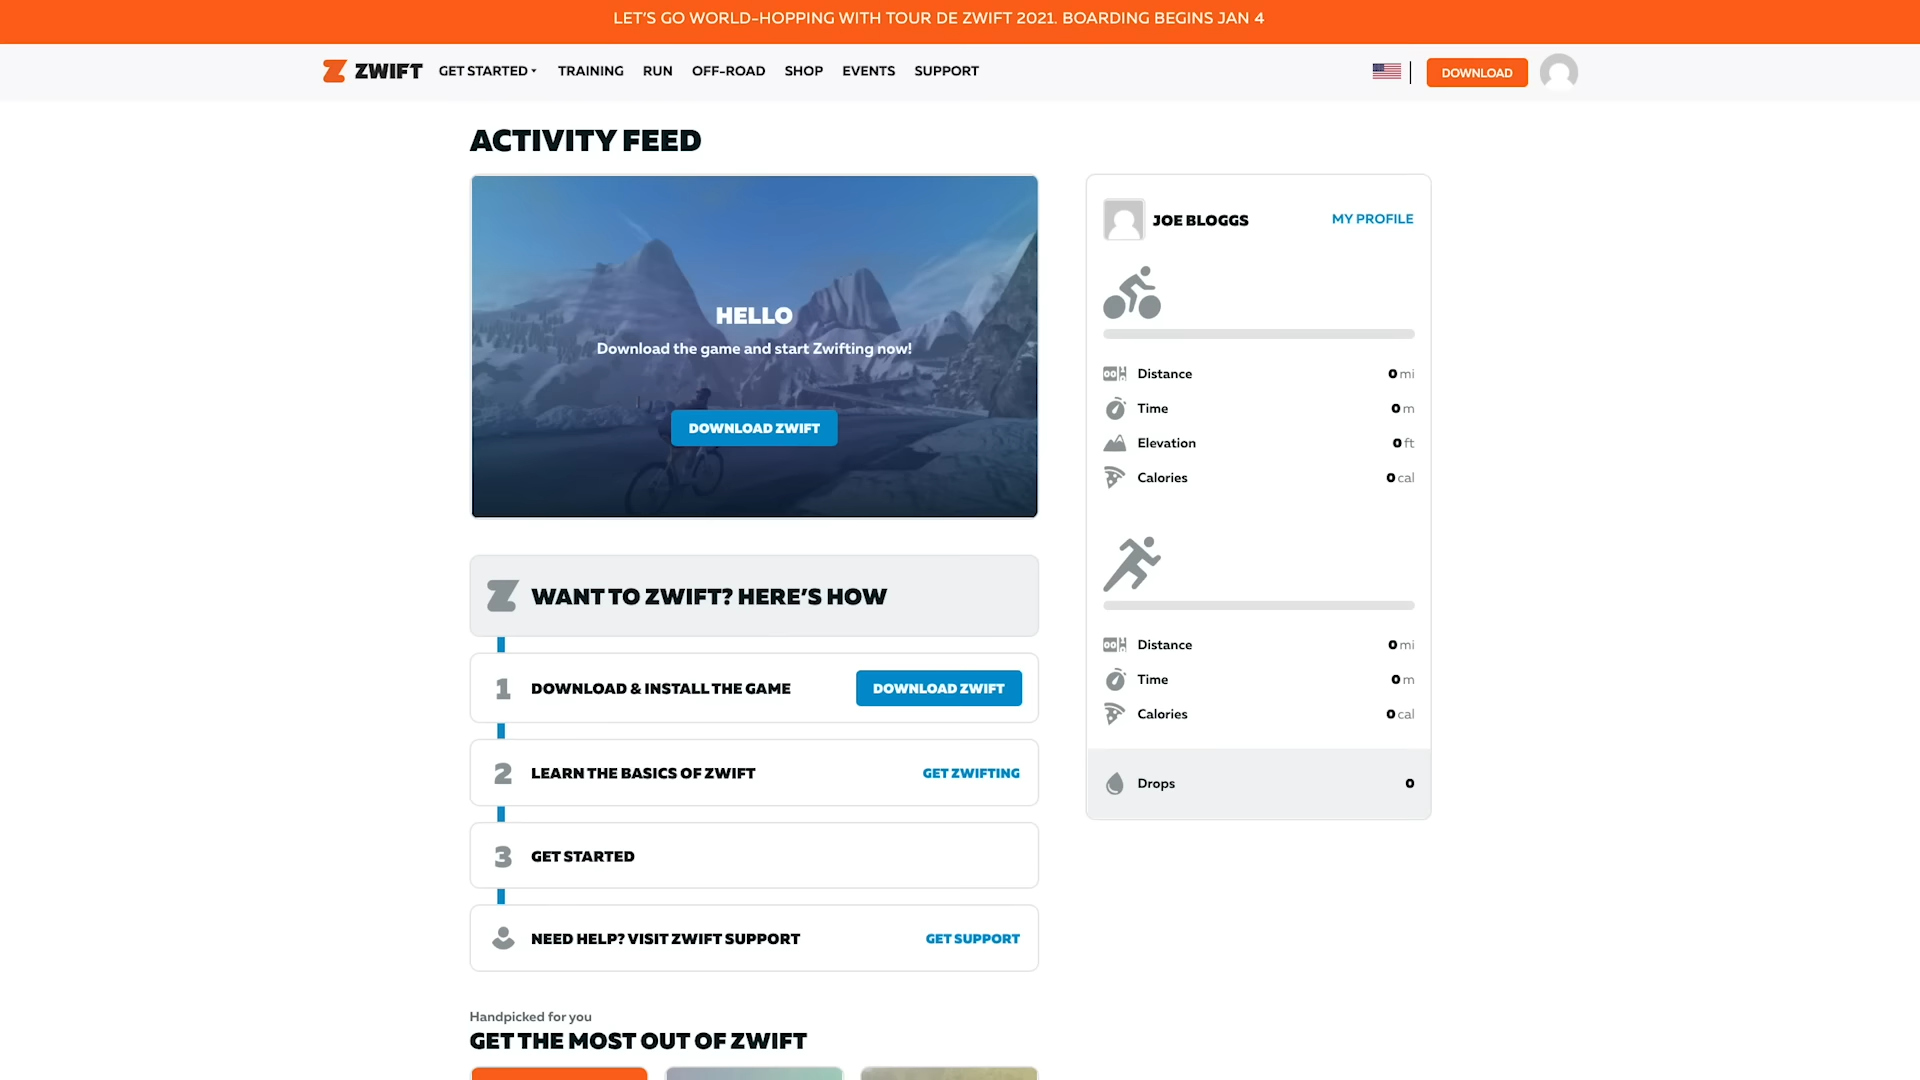 LET'S GO WORLD-HOPPING WITH TOUR DE ZWIFT 2021. BOARDING BEGINS JAN 4
ZWIFT GET STARTED TRAINING RUN OFF-ROAD SHOP EVENTS SUPPORT DOWNLOAD
ACTIVITY FEED
HELLO
Download the game and start Zwifting now!
DOWNLOAD ZWIFT
WANT TO ZWIFT? HERE'S HOW
1 DOWNLOAD & INSTALL THE GAME DOWNLOAD ZWIFT
2 LEARN THE BASICS OF ZWIFT GET ZWIFTING
3 GET STARTED
NEED HELP? VISIT ZWIFT SUPPORT GET SUPPORT
Handpicked for you
GET THE MOST OUT OF ZWIFT
JOE BLOGGS MY PROFILE
Distance 0 mi
Time 0 m
Elevation 0 ft
Calories 0 cal
Distance 0 mi
Time 0 m
Calories 0 cal
Drops 0